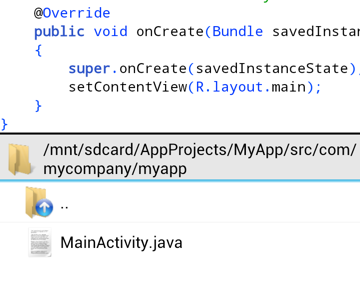 @Override
public void onCreate(Bundle savedInstan
{
super.onCreate(savedInstanceState);
setContentView(R.layout.main);
}
}
/mnt/sdcard/AppProjects/MyApp/src/com/
mycompany/myapp
..
MainActivity.java